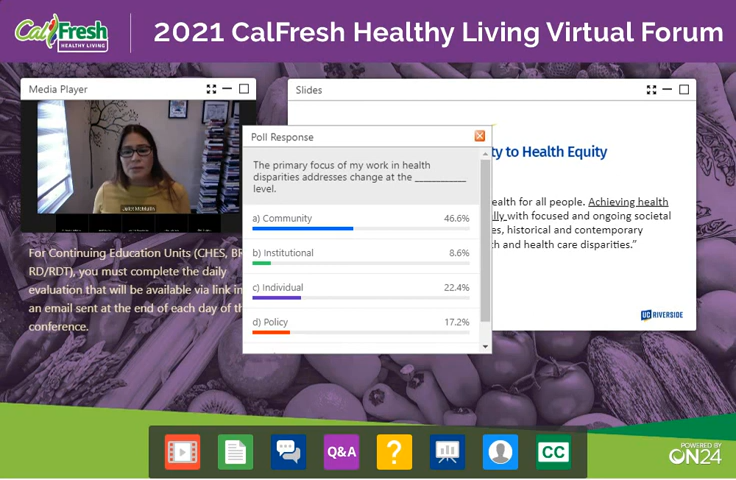 CalFresh
HEALTHY LIVING
2021 CalFresh Healthy Living Virtual Forum
Media Player
For Continuing Education Units (CHES,
RD/RDT), you must complete the daily
evaluation that will be available via link in
an email sent at the end of each day of
conference.
Poll Response
The primary focus of my work in health
disparities addresses change at the ___________
level.
a) Community 46.6%
b) Institutional 8.6%
c) Individual 22.4%
d) Policy 17.2%
Slides
ty to Health Equity
ealth for all people. Achieving health
lly with focused and ongoing societal
es, historical and contemporary
th and health care disparities.”
UC RIVERSIDE
Q&A
?
CC
POWERED BY
ON24